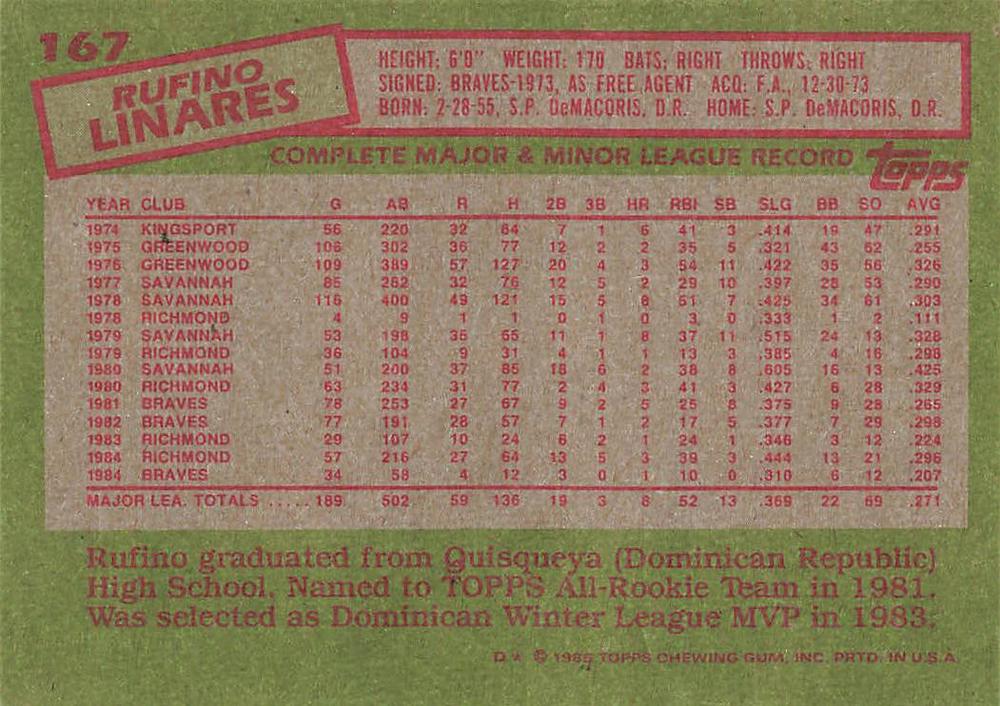 167
RUFINO
LINARES
HEIGHT: 6'0" WEIGHT: 170 BATS: RIGHT THROWS: RIGHT
SIGNED: BRAVES-1973, AS FREE AGENT ACQ: F.A., 12-30-73
BORN: 2-28-55, S.P. DeMACORIS, D.R. HOME: S.P. DeMACORIS, D.R.
COMPLETE MAJOR & MINOR LEAGUE RECORD topps
YEAR CLUB G AB R H 2B 3B HR RBI SB SLG BB SO AVG
1974 KINGSPORT 56 220 32 64 7 1 6 41 3 .414 19 47 .291
1975 GREENWOOD 106 302 36 77 12 2 2 35 5 .321 43 62 .255
1976 GREENWOOD 109 389 57 127 20 4 3 54 11 .422 35 56 .326
1977 SAVANNAH 85 262 32 76 12 5 2 29 10 .397 28 53 .290
1978 SAVANNAH 116 400 49 121 15 5 8 51 7 .425 34 61 .303
1978 RICHMOND 4 9 1 1 0 1 0 3 0 .333 1 2 .111
1979 SAVANNAH 53 198 35 65 11 1 8 37 11 .515 24 13 .328
1979 RICHMOND 36 104 9 31 4 1 1 13 3 .385 4 16 .298
1980 SAVANNAH 51 200 37 85 18 6 2 38 8 .605 16 13 .425
1980 RICHMOND 63 234 31 77 2 4 3 41 3 .427 6 28 .329
1981 BRAVES 78 253 27 67 9 2 5 25 8 .375 9 28 .265
1982 BRAVES 77 191 28 57 7 1 2 17 5 .377 7 29 .298
1983 RICHMOND 29 107 10 24 6 2 1 24 1 .346 3 12 .224
1984 RICHMOND 57 216 27 64 13 5 3 39 3 .444 13 21 .296
1984 BRAVES 34 58 4 12 3 0 1 10 0 .310 6 12 .207
MAJOR LEA. TOTALS ..... 189 502 59 136 19 3 8 52 13 .369 22 69 .271
Rufino graduated from Quisqueya (Dominican Republic)
High School. Named to TOPPS All-Rookie Team in 1981.
Was selected as Dominican Winter League MVP in 1983.
D* © 1985 TOPPS CHEWING GUM, INC. PRTD. IN U.S.A.